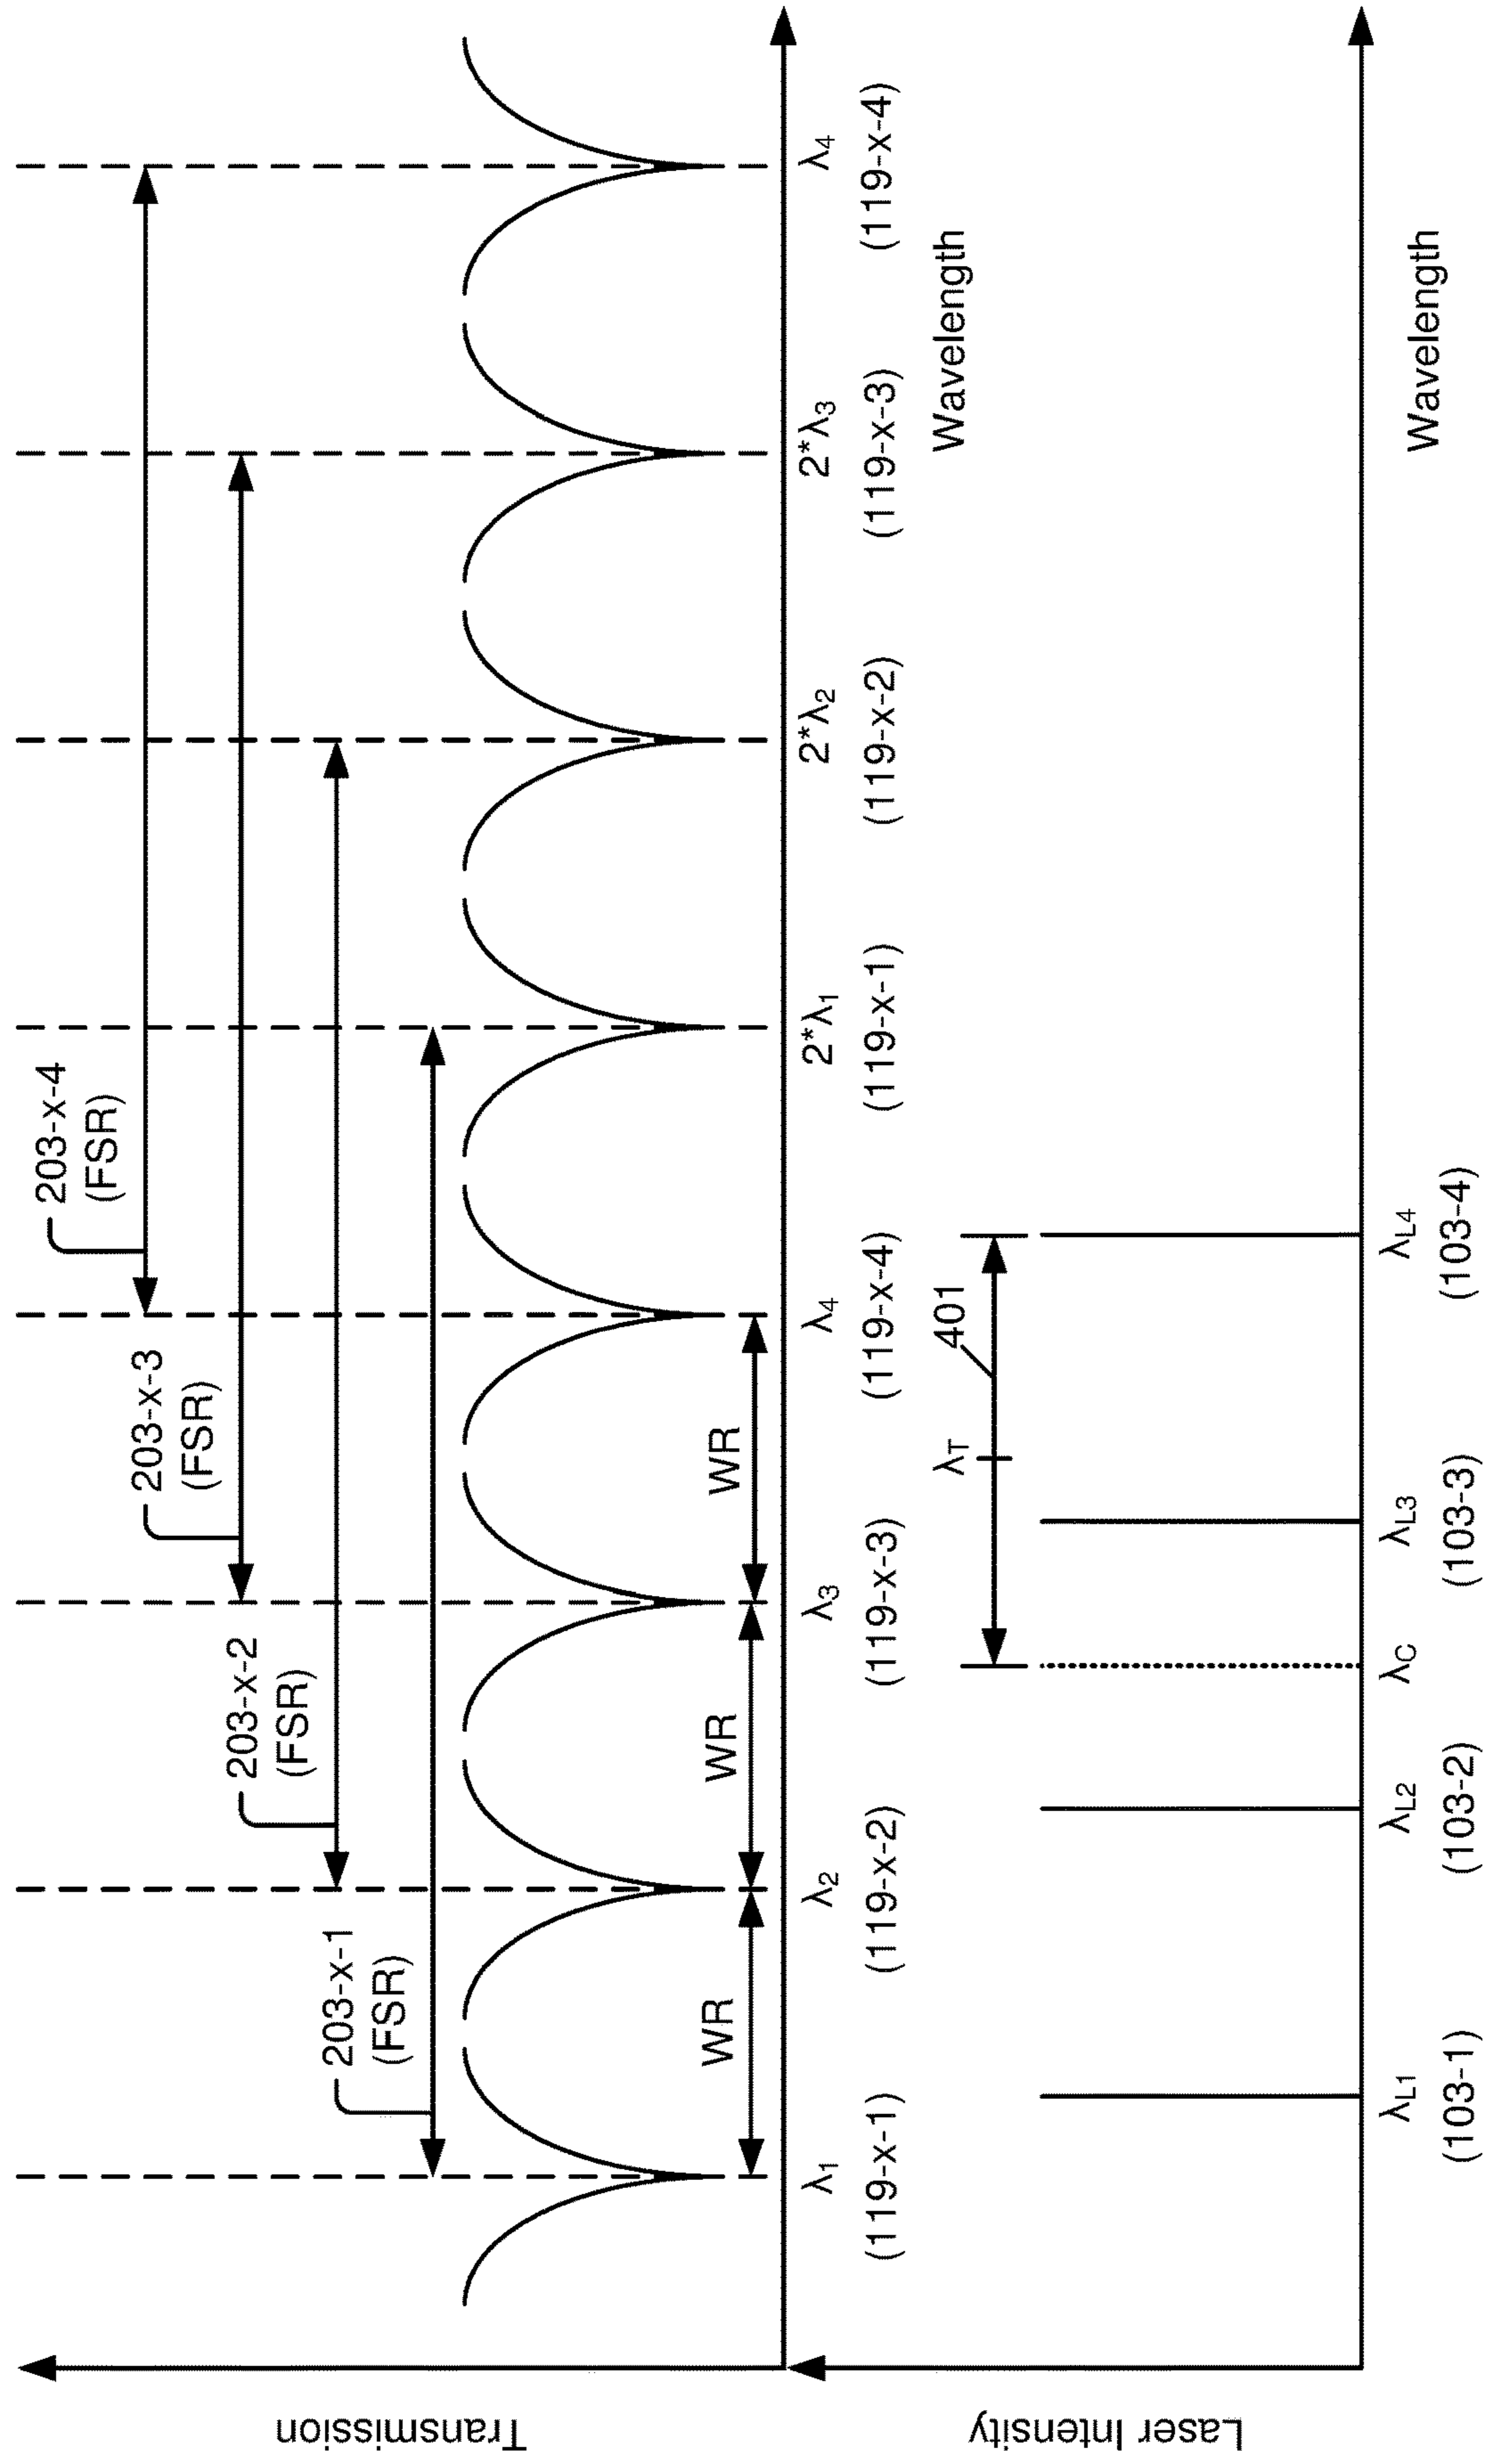 203-x-4
(FSR)
203-x-3
(FSR)
203-x-2
(FSR)
203-x-1
(FSR)
Transmission
WR
WR
WR
λ1
λ2
λ3
λ4
2*λ1
2*λ2
2*λ3
λ4
(119-x-1)
(119-x-2)
(119-x-3)
(119-x-4)
(119-x-1)
(119-x-2)
(119-x-3)
(119-x-4)
Wavelength
Laser Intensity
λT
401
λL1
λL2
λC
λL3
λL4
(103-1)
(103-2)
(103-3)
(103-4)
Wavelength